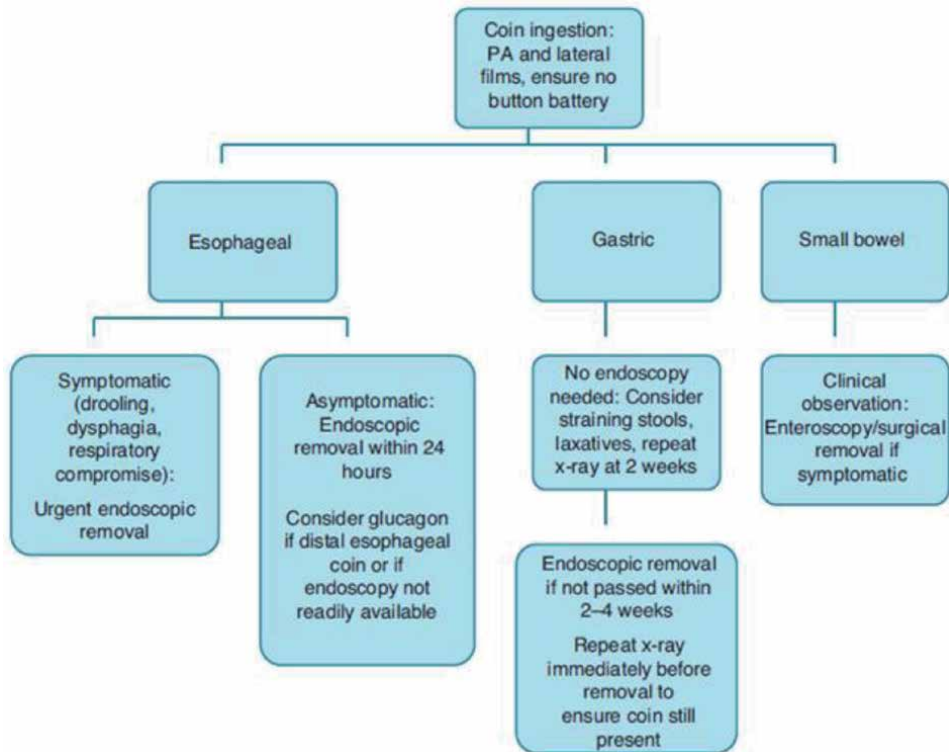 Coin ingestion:
PA and lateral
films, ensure no
button battery
Esophageal
Gastric
Small bowel
Symptomatic
(drooling,
dysphagia,
respiratory
compromise):
Urgent endoscopic
removal
Asymptomatic:
Endoscopic
removal within 24
hours
Consider glucagon
if distal esophageal
coin or if
endoscopy not
readily available
No endoscopy
needed: Consider
straining stools,
laxatives, repeat
x-ray at 2 weeks
Clinical
observation:
Enteroscopy/surgical
removal if
symptomatic
Endoscopic removal
if not passed within
2–4 weeks
Repeat x-ray
immediately before
removal to
ensure coin still
present